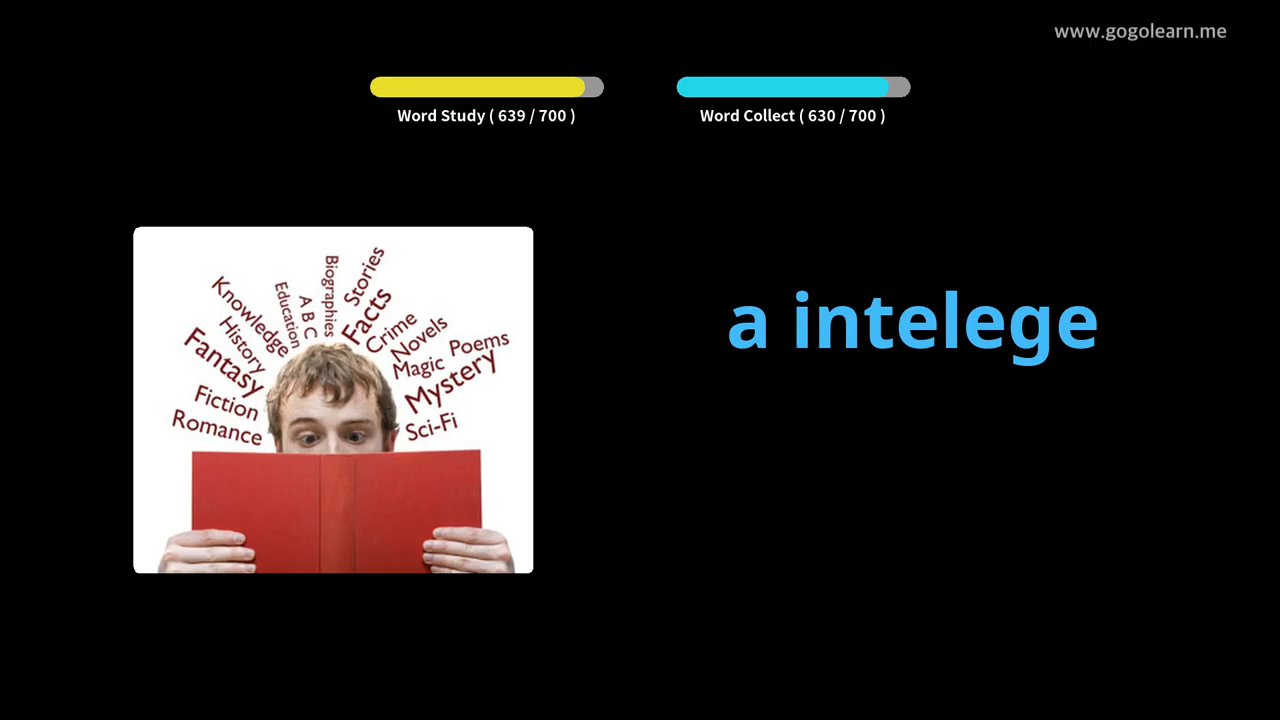 www.gogolearn.me
Word Study ( 639 / 700 )
Word Collect ( 630 / 700 )
a intelege
Knowledge
History
Fantasy
Fiction
Romance
Education
A B C
Biographies
Stories
Facts
Crime
Novels
Magic
Poems
Mystery
Sci-Fi